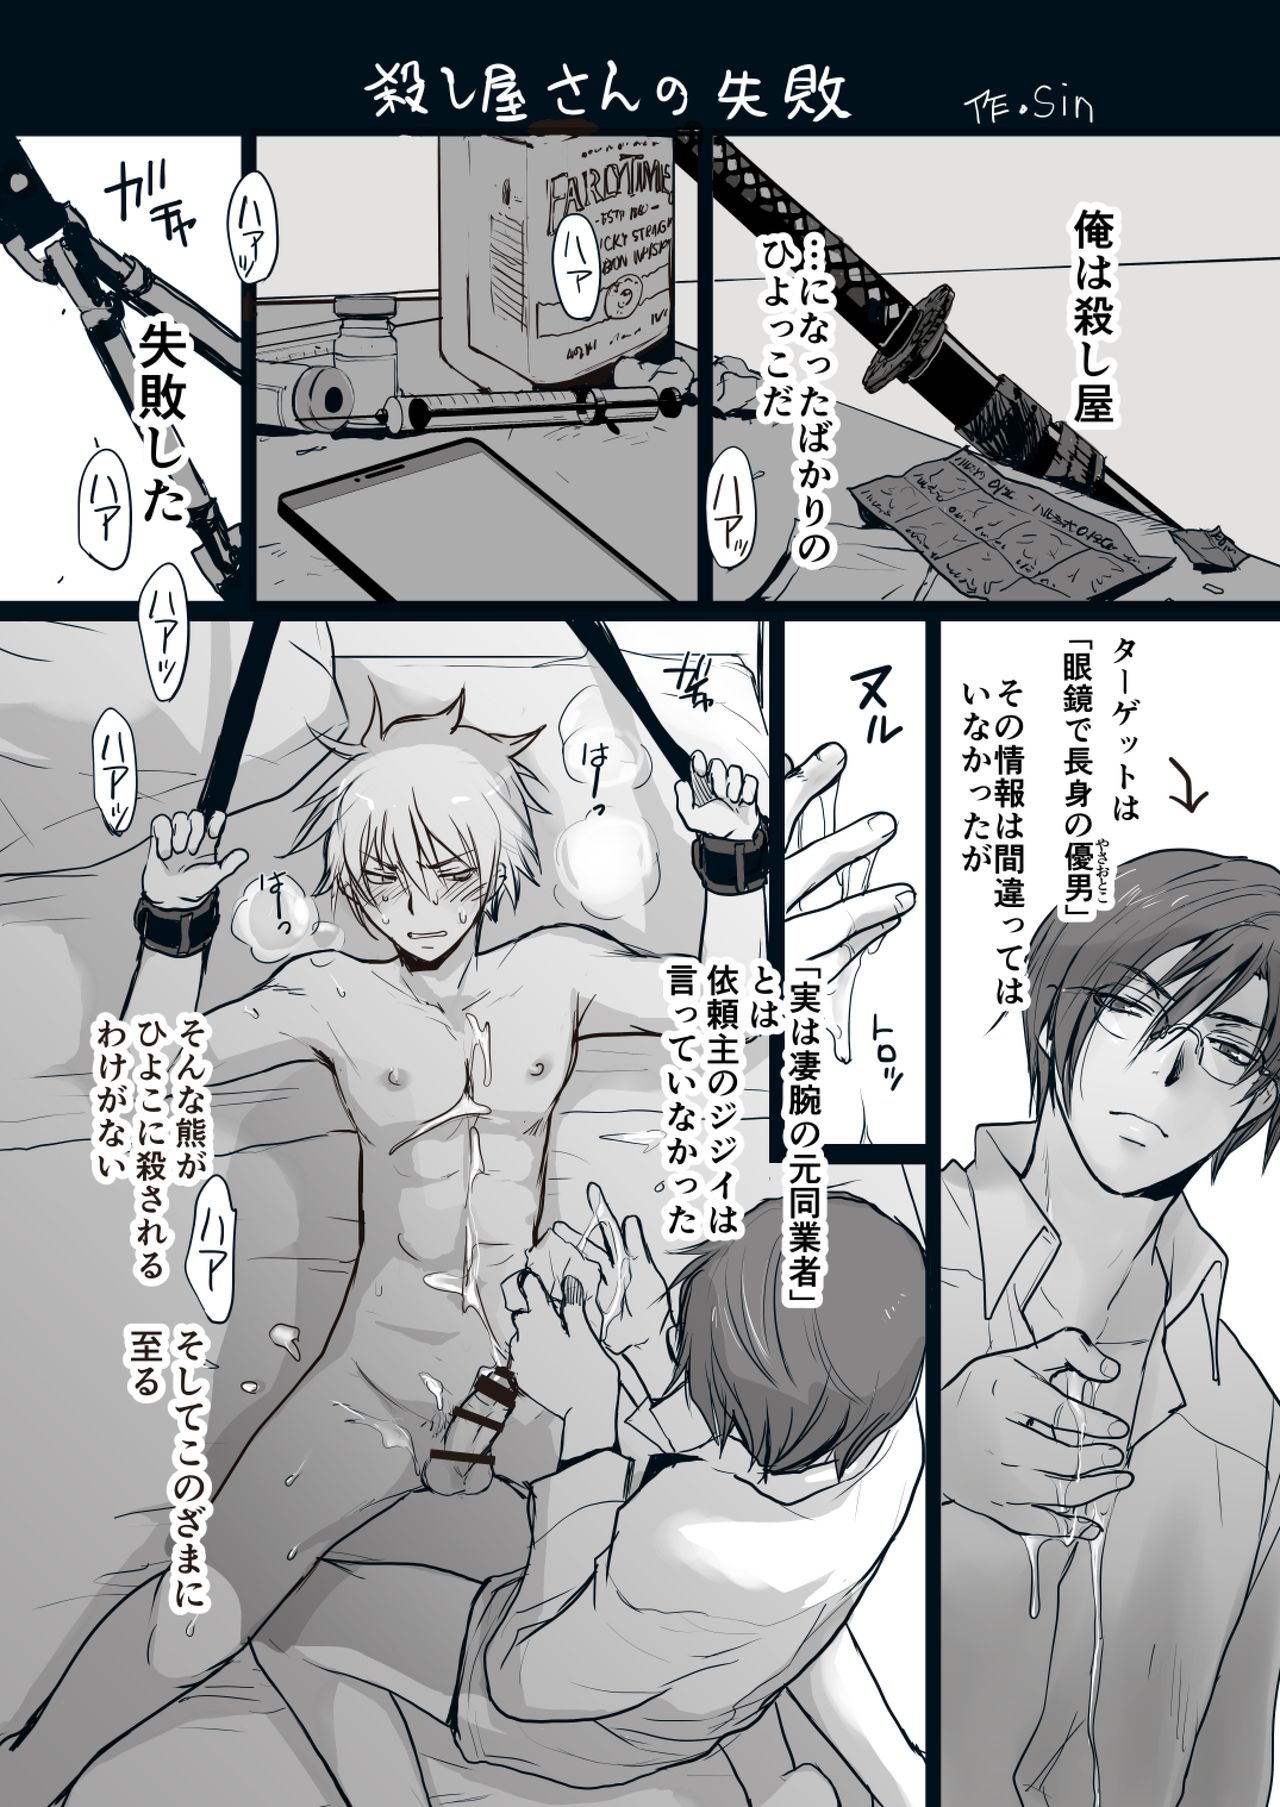 殺し屋さんの失敗
作.Sin
俺は殺し屋
…になったばかりの
ひよっこだ
ハアッ
ハアッ
ハアッ
EARLY TIMES
ガチャ
失敗した
ハアッ
ハアッ
ターゲットは
「眼鏡で長身の優男」
やさおとこ
その情報は間違っては
いなかったが
ヌル
トロッ
「実は凄腕の元同業者」
とは
依頼主のジジイは
言っていなかった
ガチャ
はーっ
はーっ
ハアッ
そんな熊が
ひよこに殺される
わけがない
ハアッ
そしてこのざまに
至る